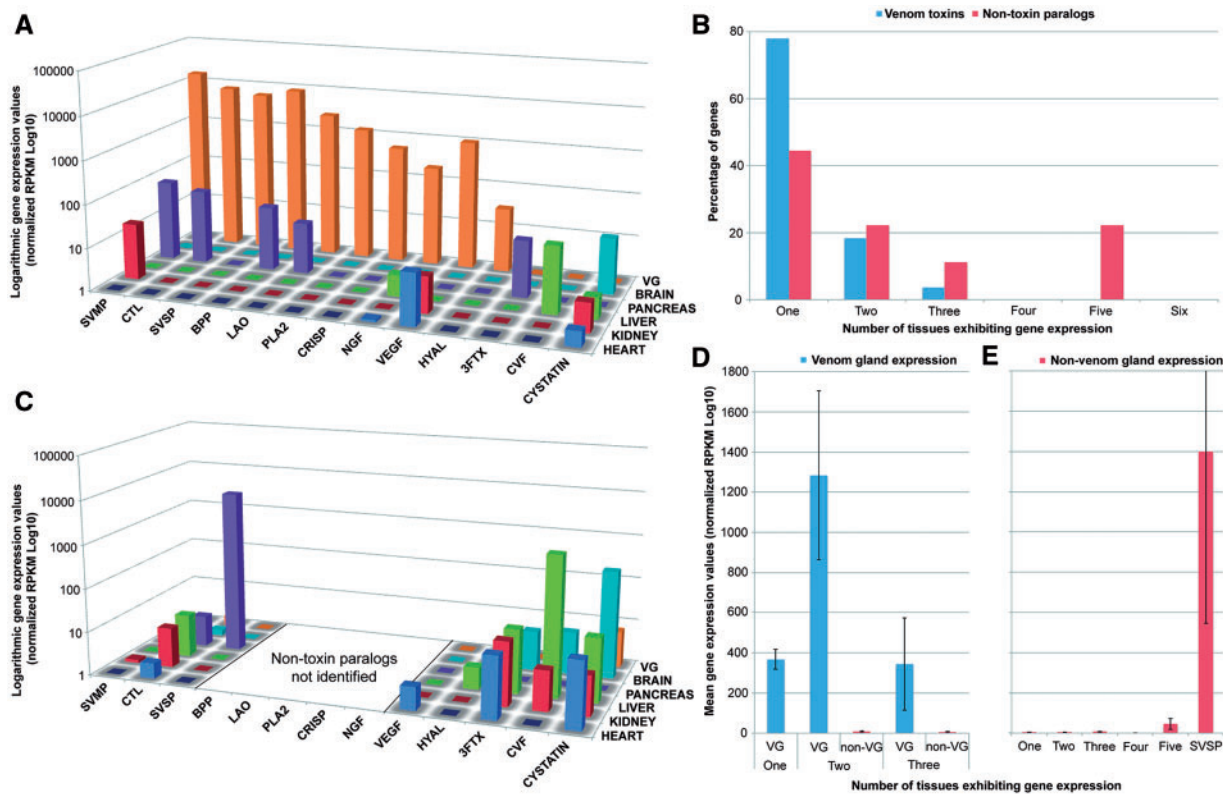 A
Logarithmic gene expression values
(normalized RPKM Log10)
100000
10000
1000
100
10
1
SVMP
CTL
SVSP
BPP
LAO
PLA2
CRISP
NGF
VEGF
HYAL
3FTX
CVF
CYSTATIN
VG
BRAIN
PANCREAS
LIVER
KIDNEY
HEART
B
Venom toxins
Non-toxin paralogs
Percentage of genes
80
60
40
20
0
One Two Three Four Five Six
Number of tissues exhibiting gene expression
C
Logarithmic gene expression values
(normalized RPKM Log10)
100000
10000
1000
100
10
1
Non-toxin paralogs
not identified
SVMP
CTL
SVSP
BPP
LAO
PLA2
CRISP
NGF
VEGF
HYAL
3FTX
CVF
CYSTATIN
VG
BRAIN
PANCREAS
LIVER
KIDNEY
HEART
D
Venom gland expression
E
Non-venom gland expression
Mean gene expression values (normalized RPKM Log10)
1800
1600
1400
1200
1000
800
600
400
200
0
VG VG non-VG VG non-VG
One Two Three
One Two Three Four Five SVSP
Number of tissues exhibiting gene expression